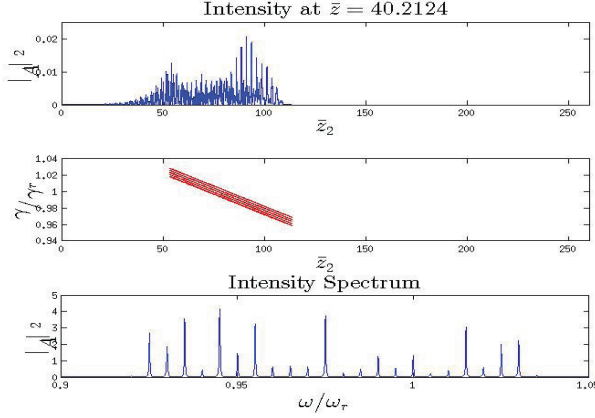 Intensity at z̄ = 40.2124
|A|²
0.02
0.01
0
0 50 100 150 200 250
z̄₂
γ/γᵣ
1.04
1.02
1
0.98
0.96
0.94
0 50 100 150 200 250
z̄₂
Intensity Spectrum
|A|²
5
4
3
2
1
0
0.9 0.95 1 1.05
ω/ωᵣ